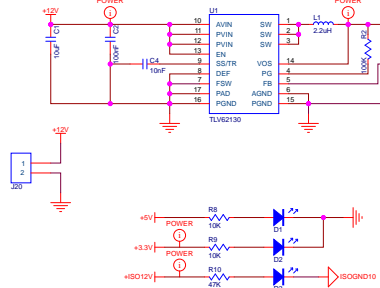 POWER
POWER
+12V
i
i
U1
C1
10uF
C2
100nF
10 AVIN SW 1
11 PVIN SW 2
12 PVIN SW 3
13 EN
9 SS/TR VOS 14
8 DEF PG 4
7 FSW FB 5
17 PAD AGND 6
16 PGND PGND 15
TLV62130
C4
10nF
L1
2.2uH
R2
100K
+12V
1
2
J20
+5V
R8
10K
D1
POWER
i
+3.3V
R9
10K
D2
POWER
i
+ISO12V
R10
47K
ISOGND10